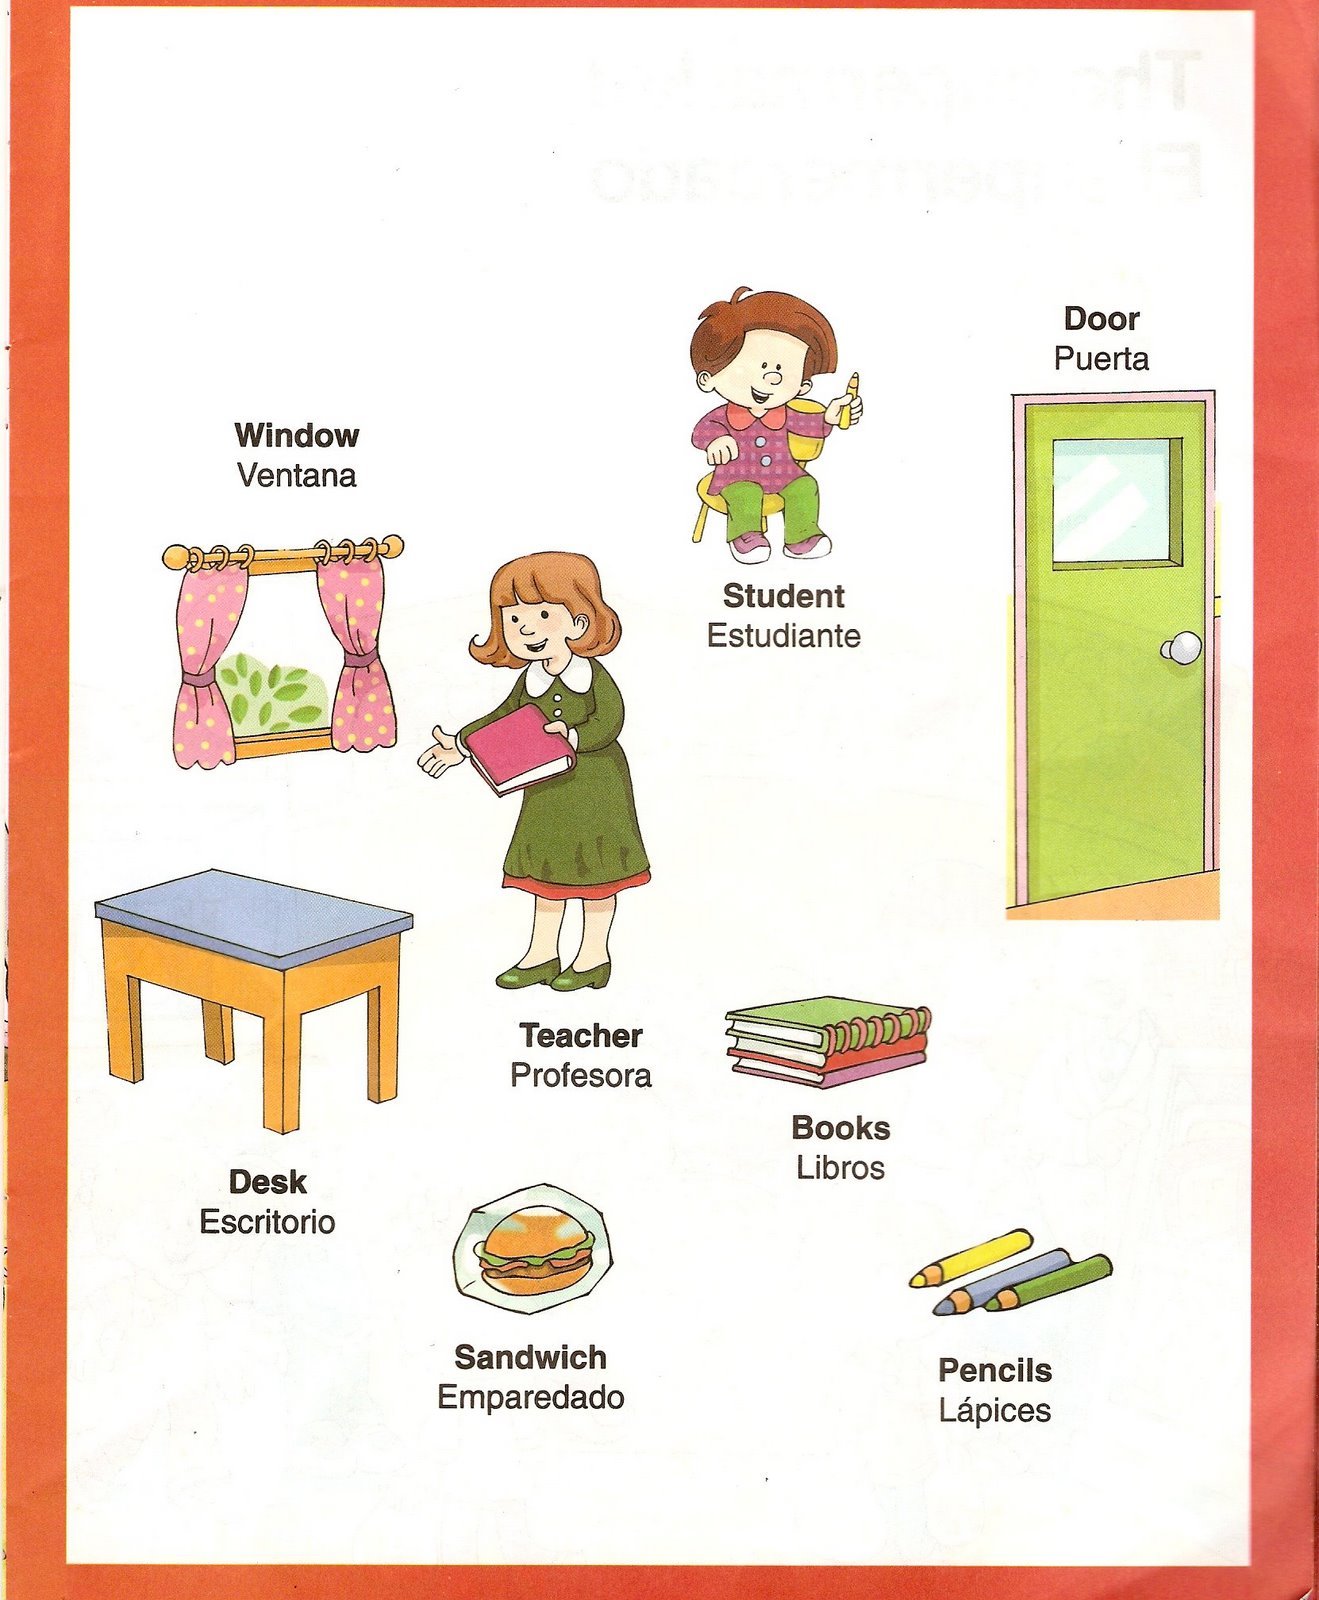 Door
Puerta
Window
Ventana
Student
Estudiante
Teacher
Profesora
Books
Libros
Desk
Escritorio
Sandwich
Emparedado
Pencils
Lápices